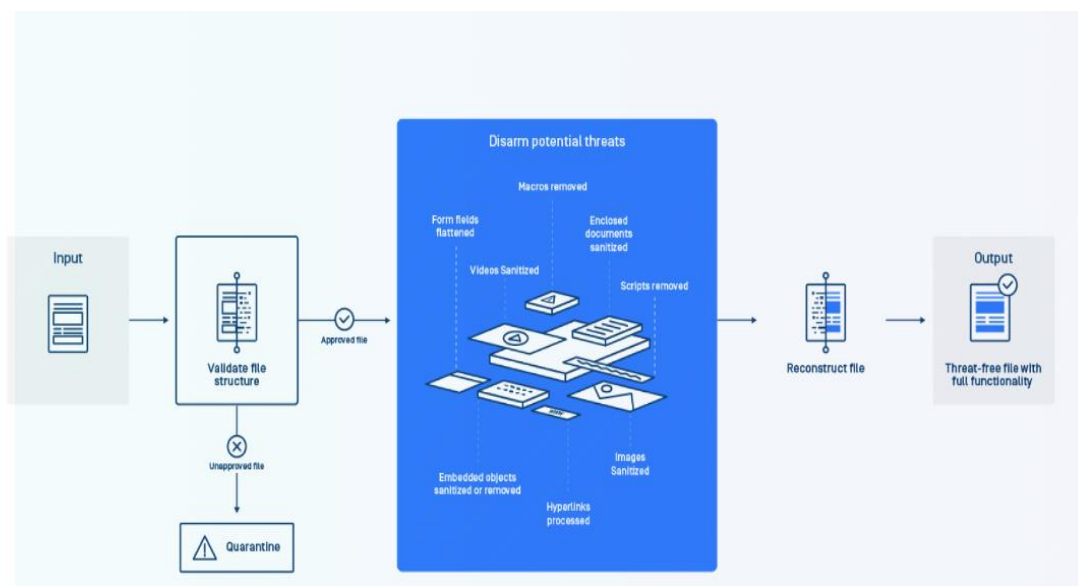 Input
Validate file
structure
Approved file
Unapproved file
Quarantine
Disarm potential threats
Macros removed
Form fields
flattened
Enclosed
documents
sanitized
Videos Sanitized
Scripts removed
Embedded objects
sanitized or removed
Hyperlinks
processed
Images
Sanitized
Reconstruct file
Output
Threat-free file with
full functionality